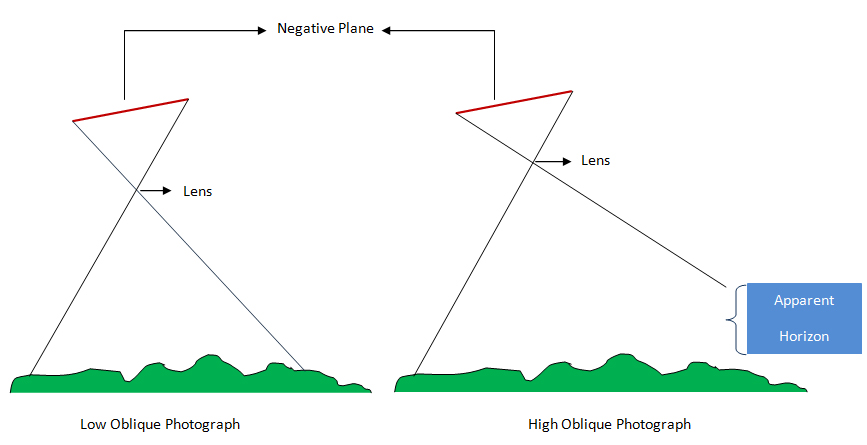 Negative Plane
Lens
Lens
Apparent
Horizon
Low Oblique Photograph
High Oblique Photograph